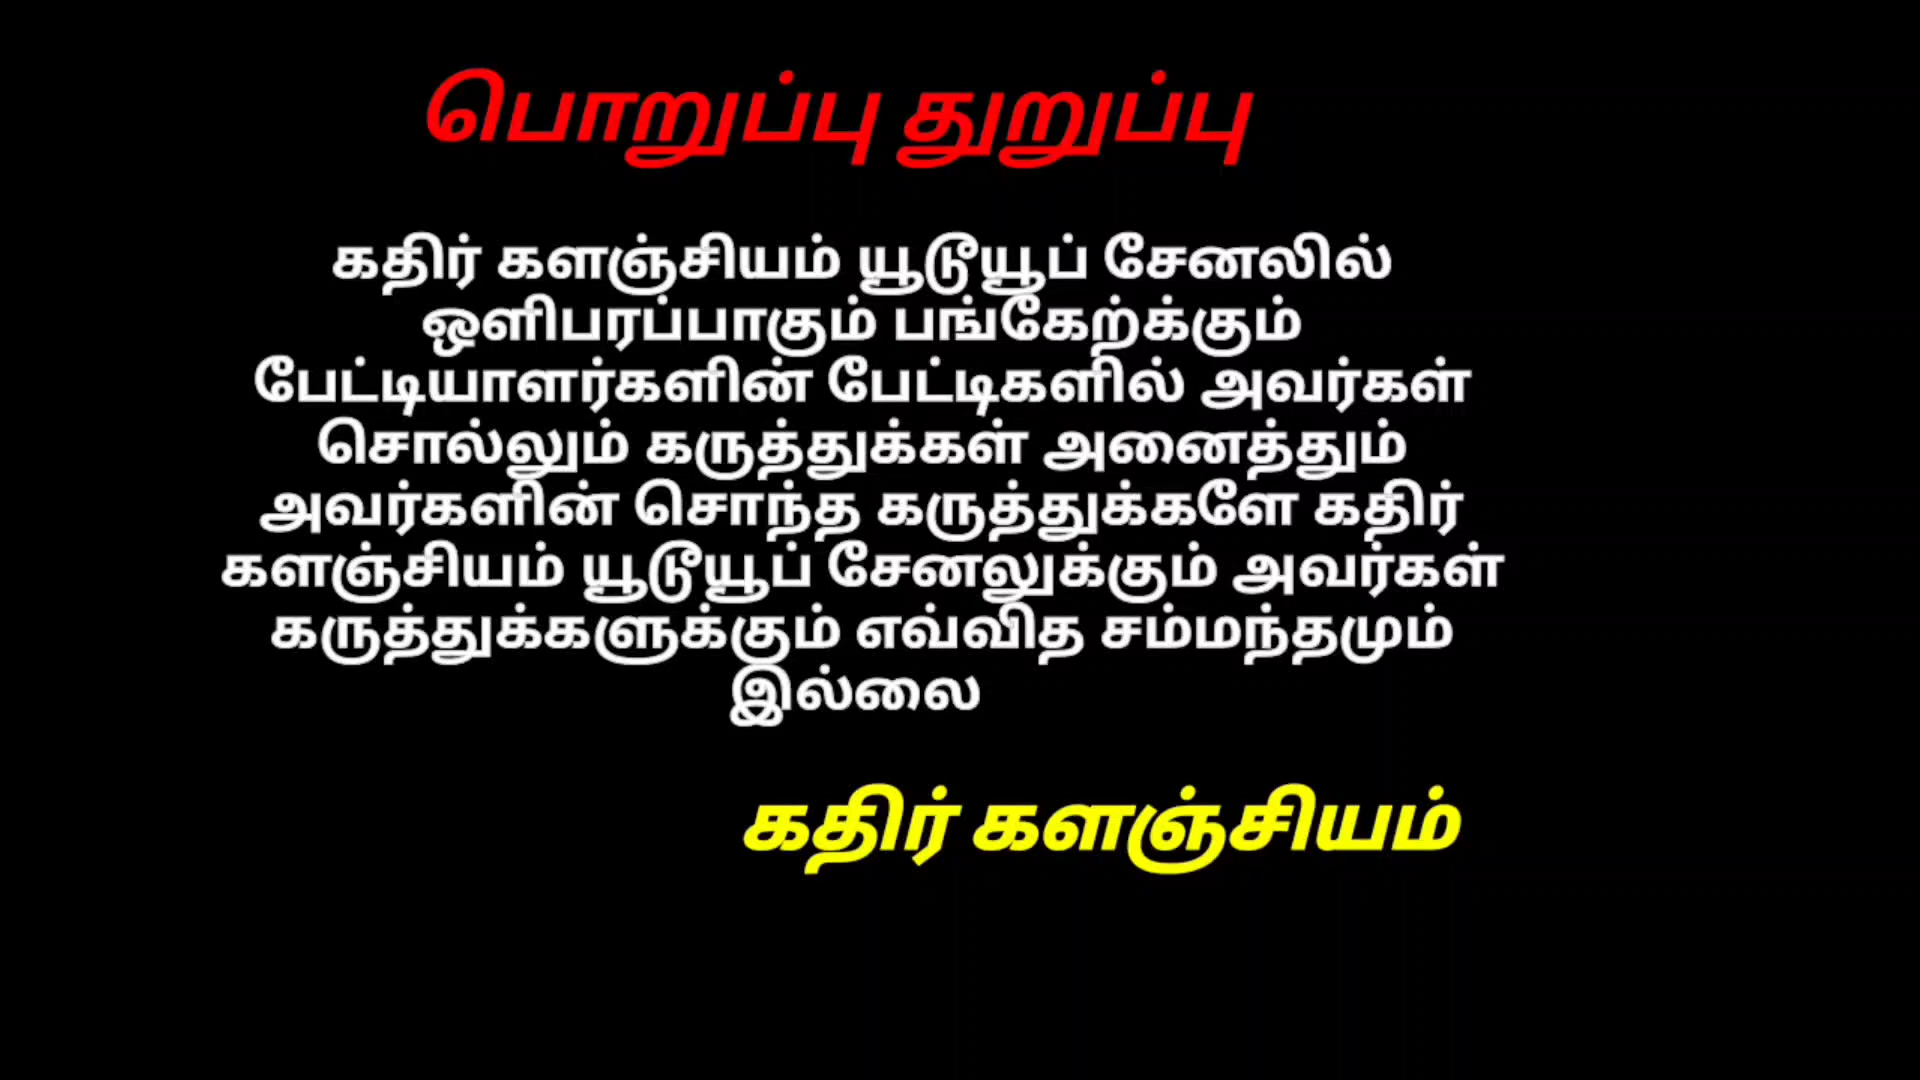 பொறுப்பு துறுப்பு
கதிர் களஞ்சியம் யூடூயூப் சேனலில்
ஒளிபரப்பாகும் பங்கேற்க்கும்
பேட்டியாளர்களின் பேட்டிகளில் அவர்கள்
சொல்லும் கருத்துக்கள் அனைத்தும்
அவர்களின் சொந்த கருத்துக்களே கதிர்
களஞ்சியம் யூடூயூப் சேனலுக்கும் அவர்கள்
கருத்துக்களுக்கும் எவ்வித சம்மந்தமும்
இல்லை
கதிர் களஞ்சியம்